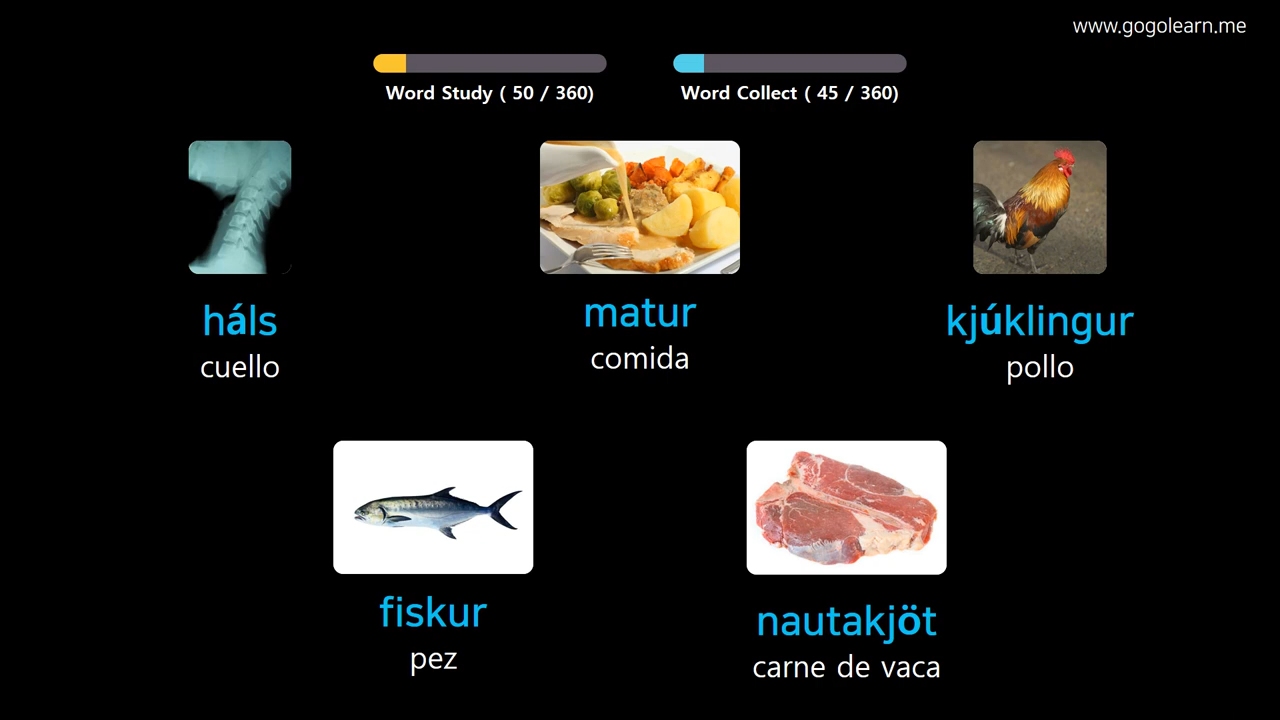 www.gogolearn.me
Word Study ( 50 / 360)
Word Collect ( 45 / 360)
háls
cuello
matur
comida
kjúklingur
pollo
fiskur
pez
nautakjöt
carne de vaca